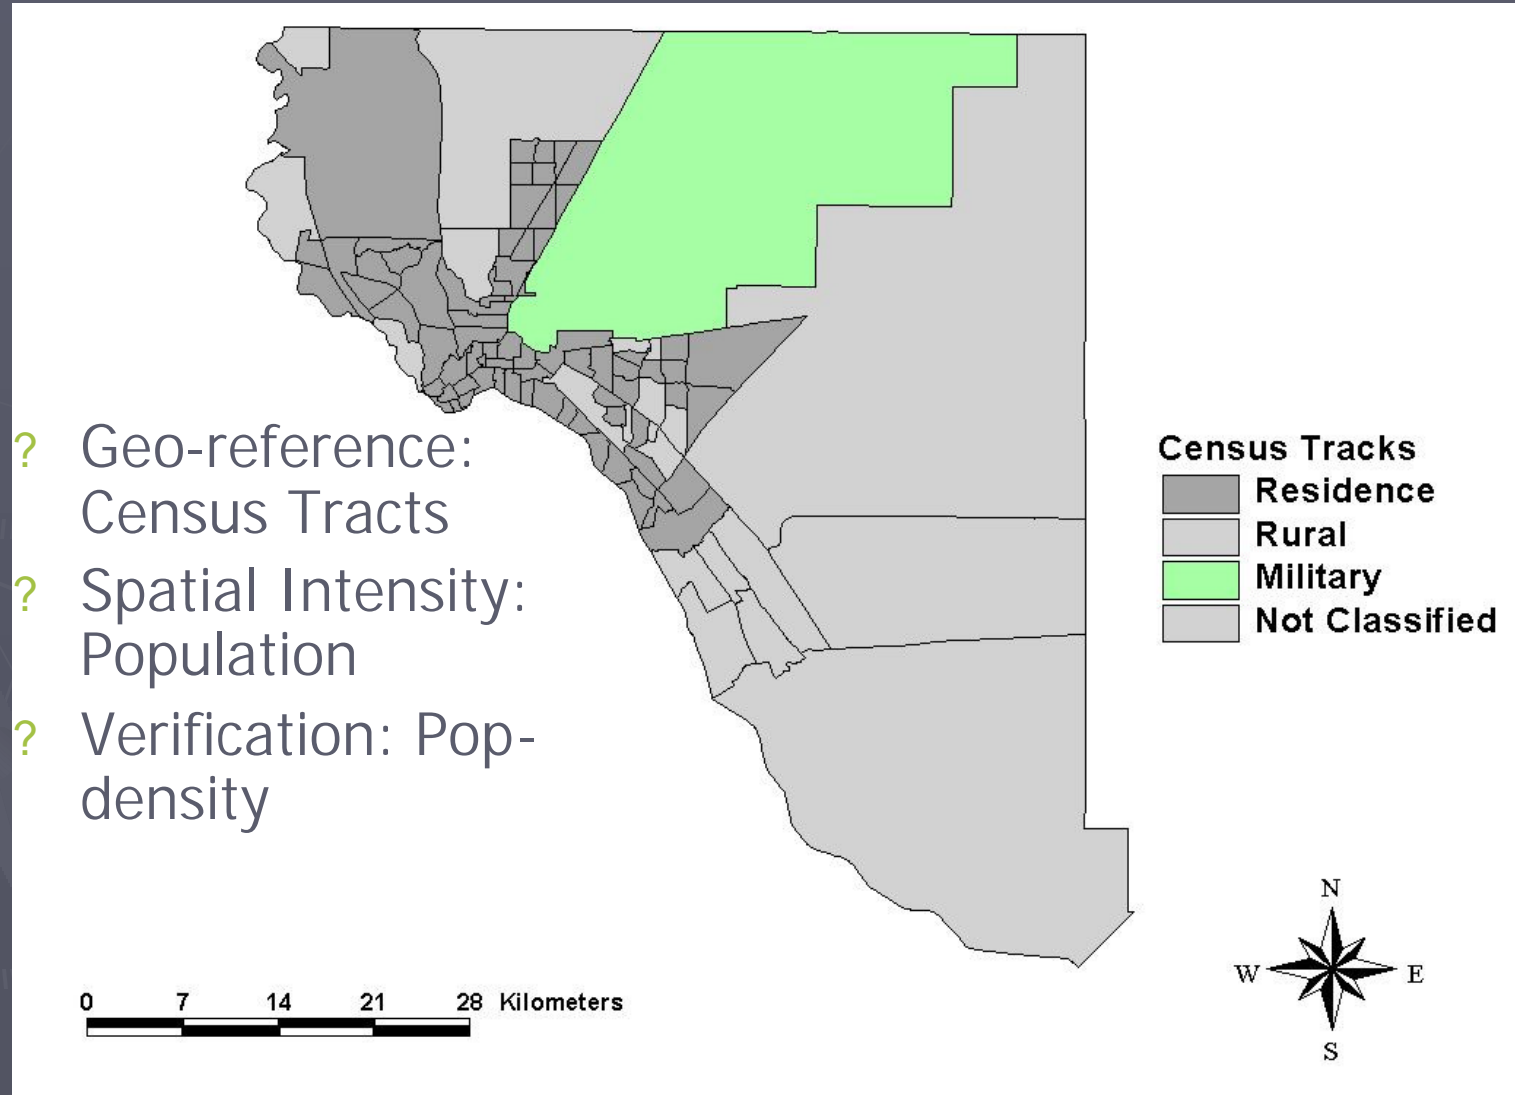 ? Geo-reference:
Census Tracts
? Spatial Intensity:
Population
? Verification: Pop-
density
Census Tracks
Residence
Rural
Military
Not Classified
0 7 14 21 28 Kilometers
N
W E
S